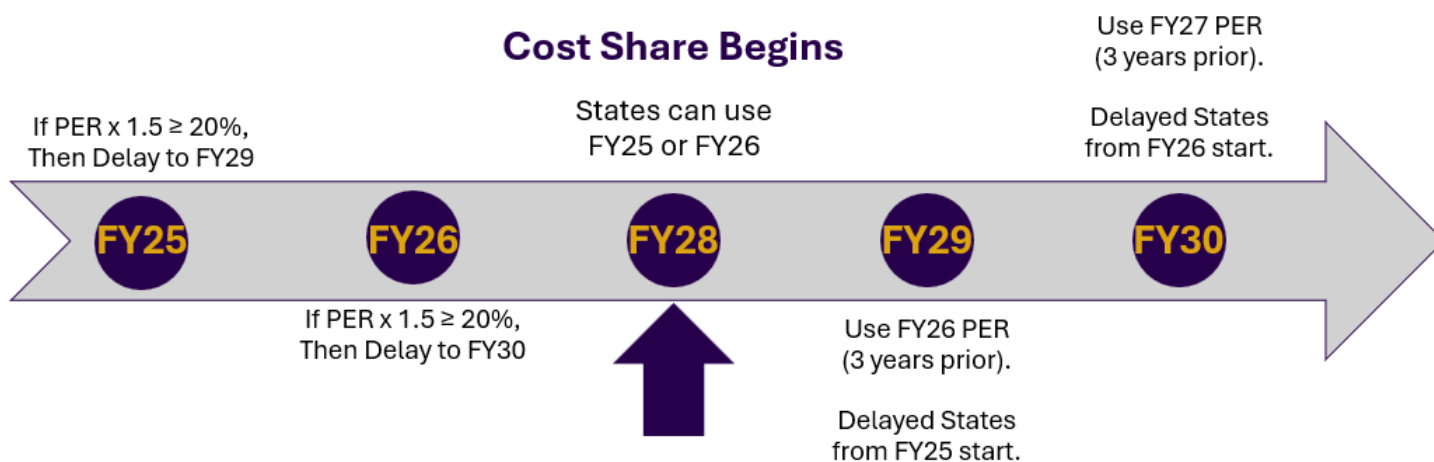 Cost Share Begins
If PER x 1.5 ≥ 20%,
Then Delay to FY29
States can use
FY25 or FY26
Use FY27 PER
(3 years prior).
Delayed States
from FY26 start.
FY25
FY26
FY28
FY29
FY30
If PER x 1.5 ≥ 20%,
Then Delay to FY30
Use FY26 PER
(3 years prior).
Delayed States
from FY25 start.